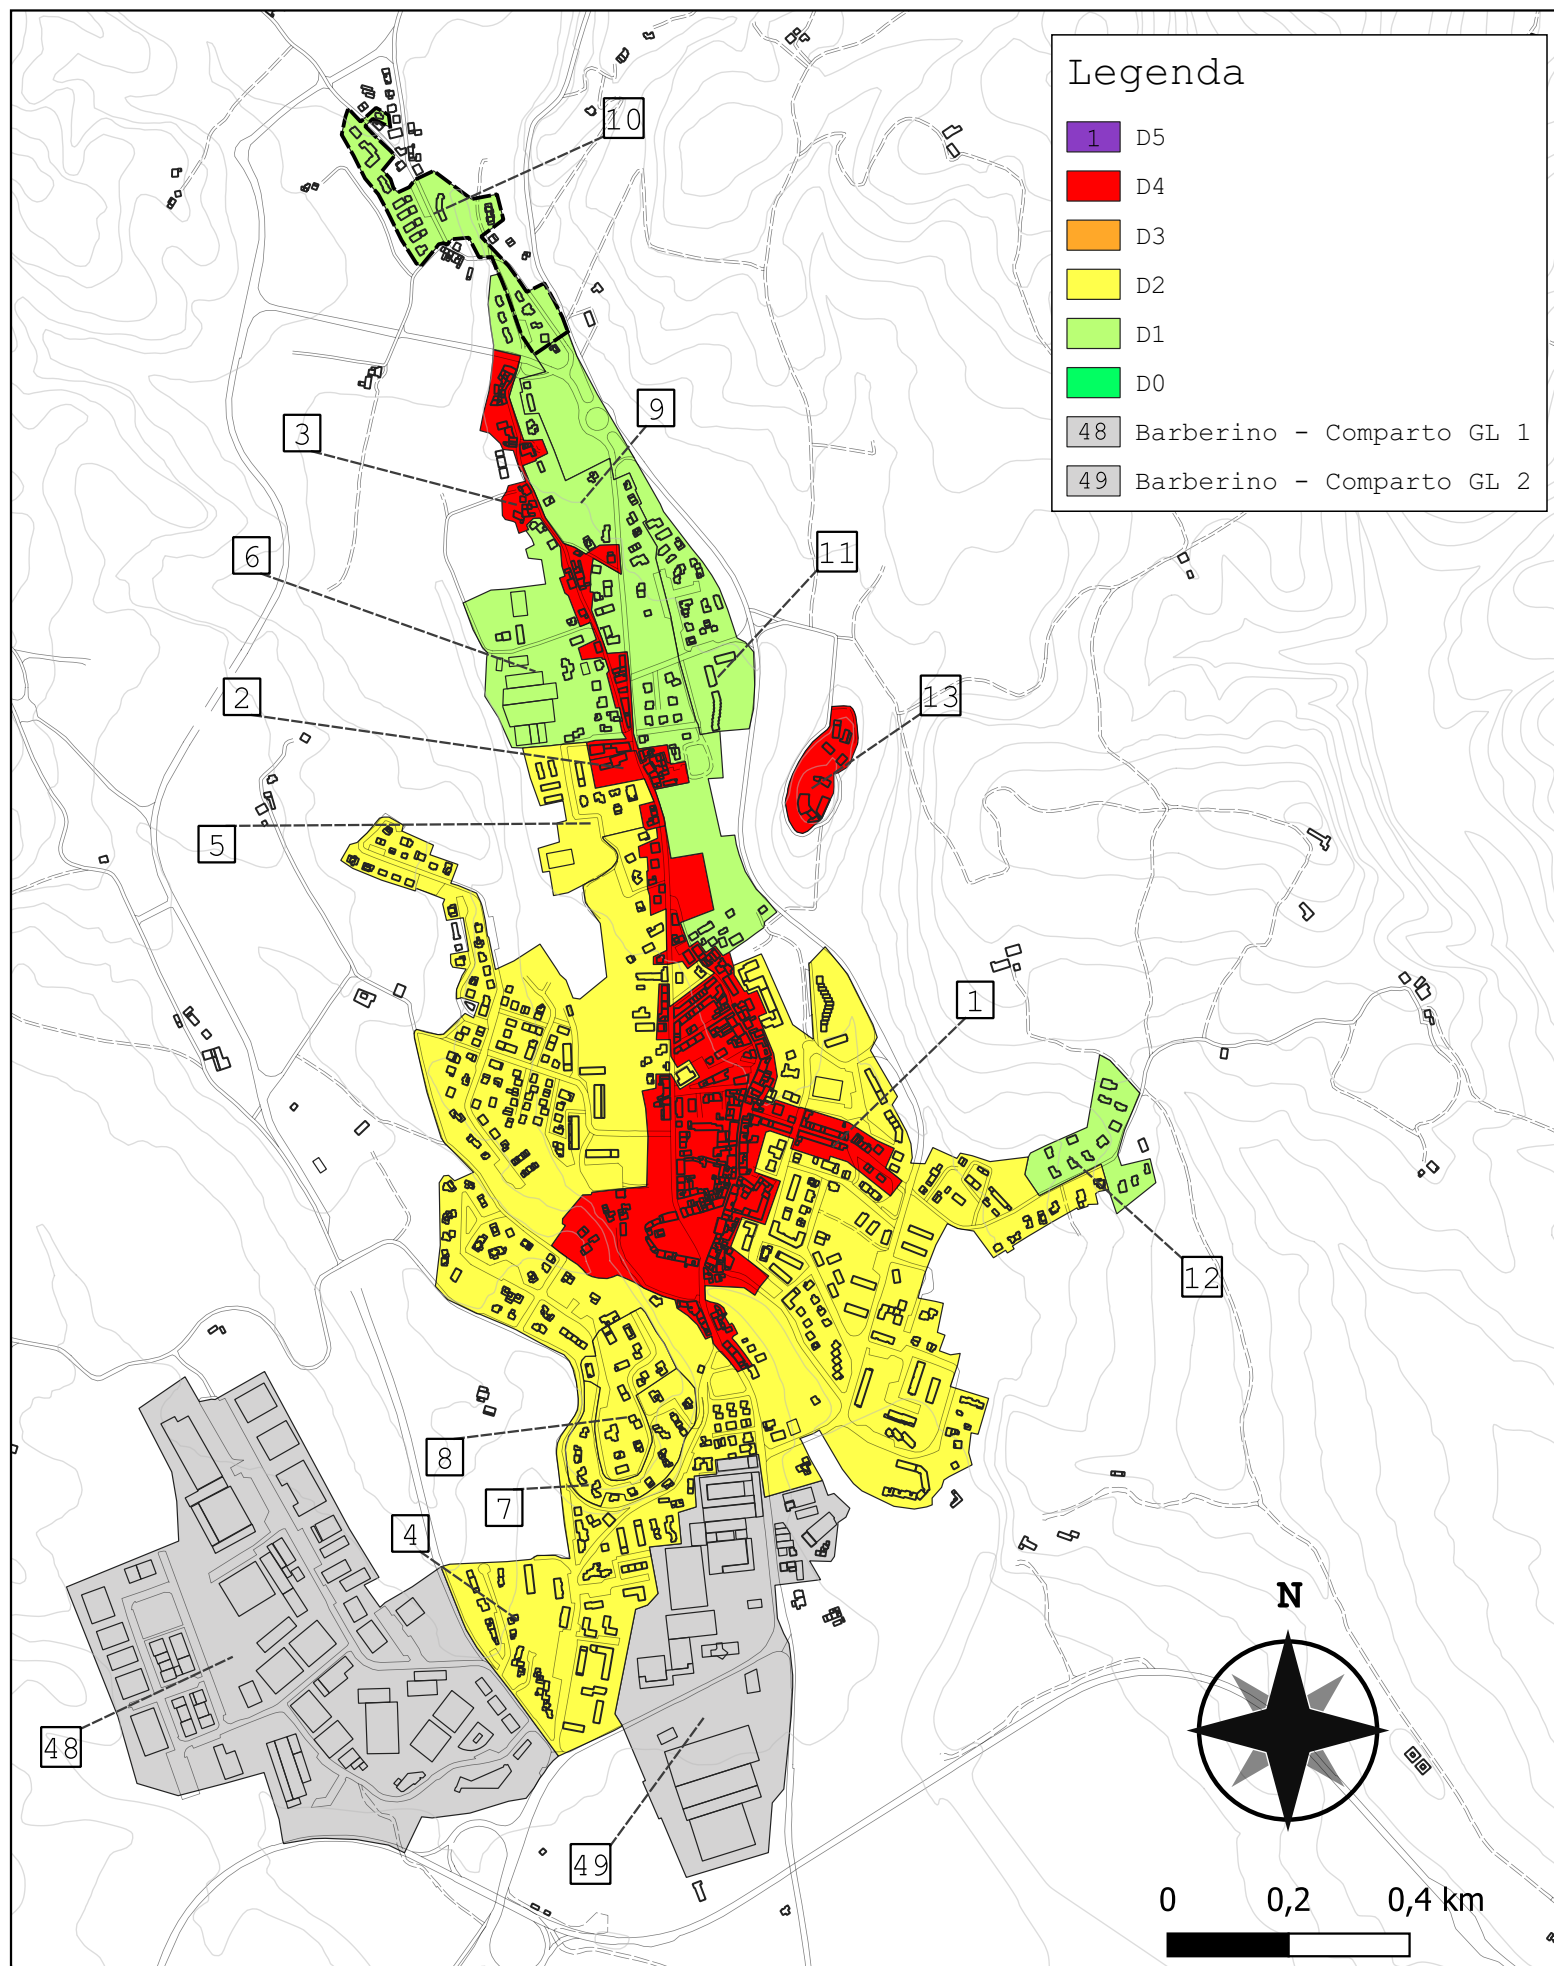 Legenda
1 D5
D4
D3
D2
D1
D0
48 Barberino - Comparto GL 1
49 Barberino - Comparto GL 2
10
9
3
6
11
2
13
5
1
12
8
7
4
48
49
N
0 0,2 0,4 km